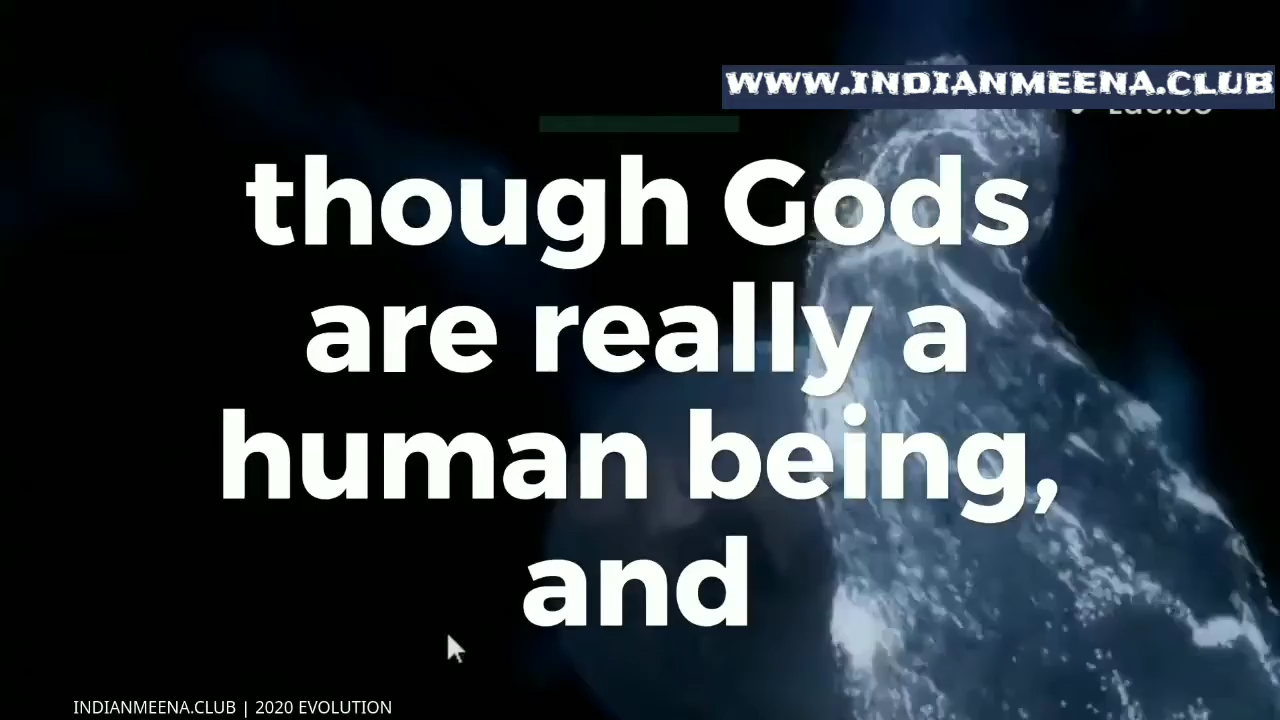 WWW.INDIANMEENA.CLUB
though Gods
are really a
human being,
and
INDIANMEENA.CLUB | 2020 EVOLUTION